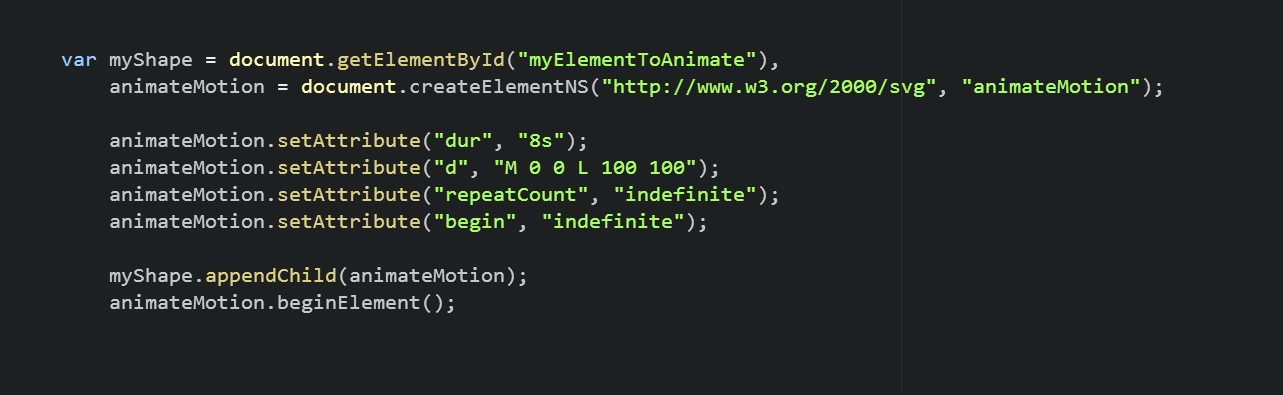 var myShape = document.getElementById("myElementToAnimate"),
animateMotion = document.createElementNS("http://www.w3.org/2000/svg", "animateMotion");
animateMotion.setAttribute("dur", "8s");
animateMotion.setAttribute("d", "M 0 0 L 100 100");
animateMotion.setAttribute("repeatCount", "indefinite");
animateMotion.setAttribute("begin", "indefinite");
myShape.appendChild(animateMotion);
animateMotion.beginElement();